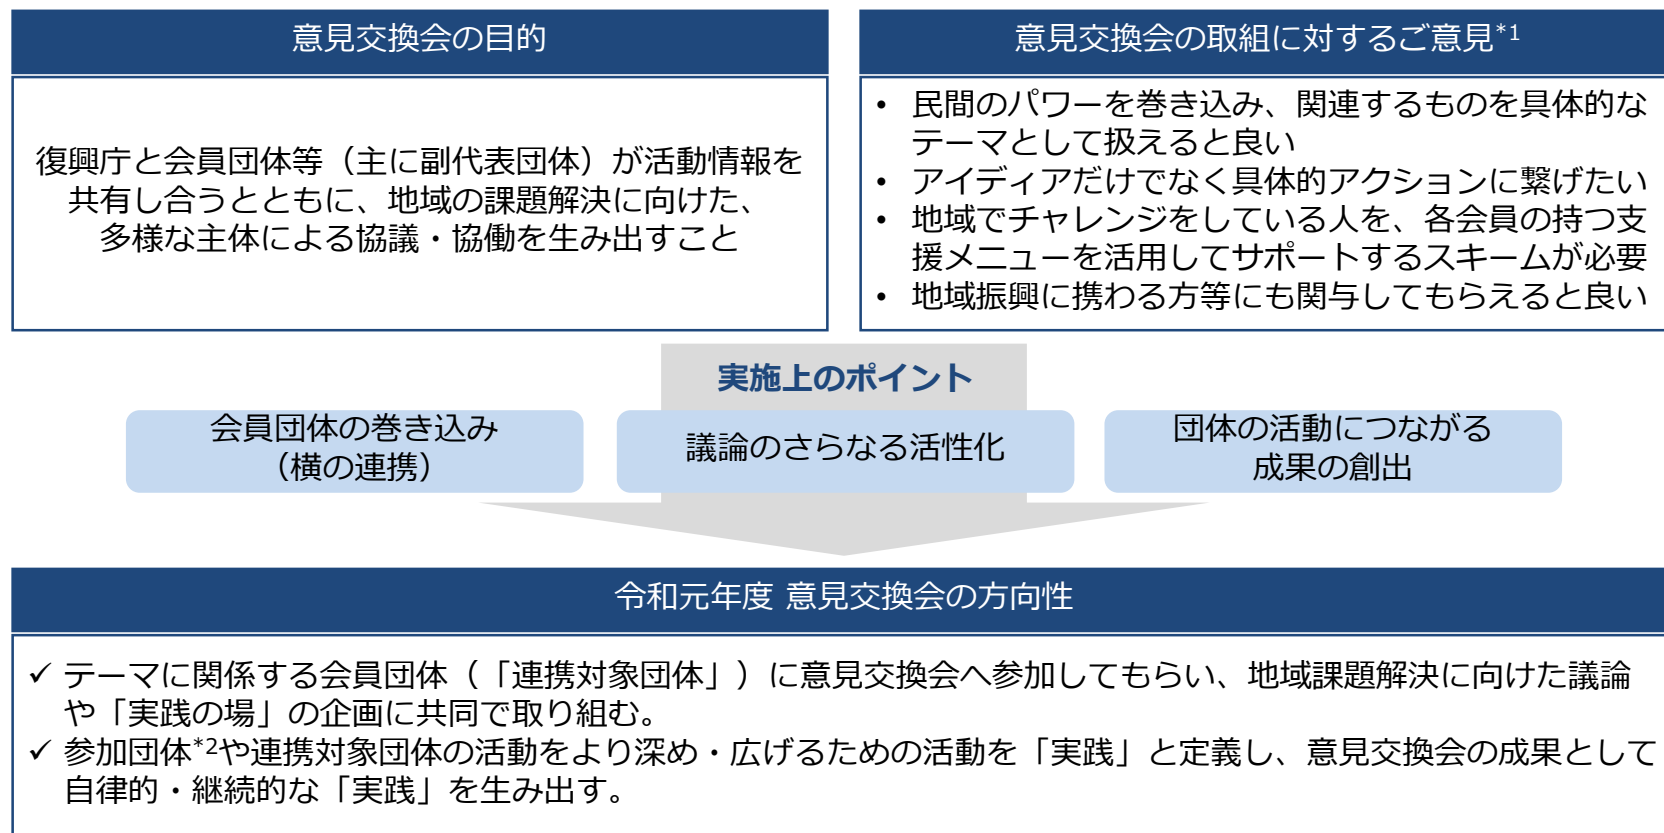 意見交換会の目的
復興庁と会員団体等（主に副代表団体）が活動情報を
共有し合うとともに、地域の課題解決に向けた、
多様な主体による協議・協働を生み出すこと
意見交換会の取組に対するご意見*1
• 民間のパワーを巻き込み、関連するものを具体的な
テーマとして扱えると良い
• アイディアだけでなく具体的アクションに繋げたい
• 地域でチャレンジをしている人を、各会員の持つ支
援メニューを活用してサポートするスキームが必要
• 地域振興に携わる方等にも関与してもらえると良い
実施上のポイント
会員団体の巻き込み
（横の連携）
議論のさらなる活性化
団体の活動につながる
成果の創出
令和元年度 意見交換会の方向性
✓ テーマに関係する会員団体（「連携対象団体」）に意見交換会へ参加してもらい、地域課題解決に向けた議論
や「実践の場」の企画に共同で取り組む。
✓ 参加団体*2や連携対象団体の活動をより深め・広げるための活動を「実践」と定義し、意見交換会の成果として
自律的・継続的な「実践」を生み出す。